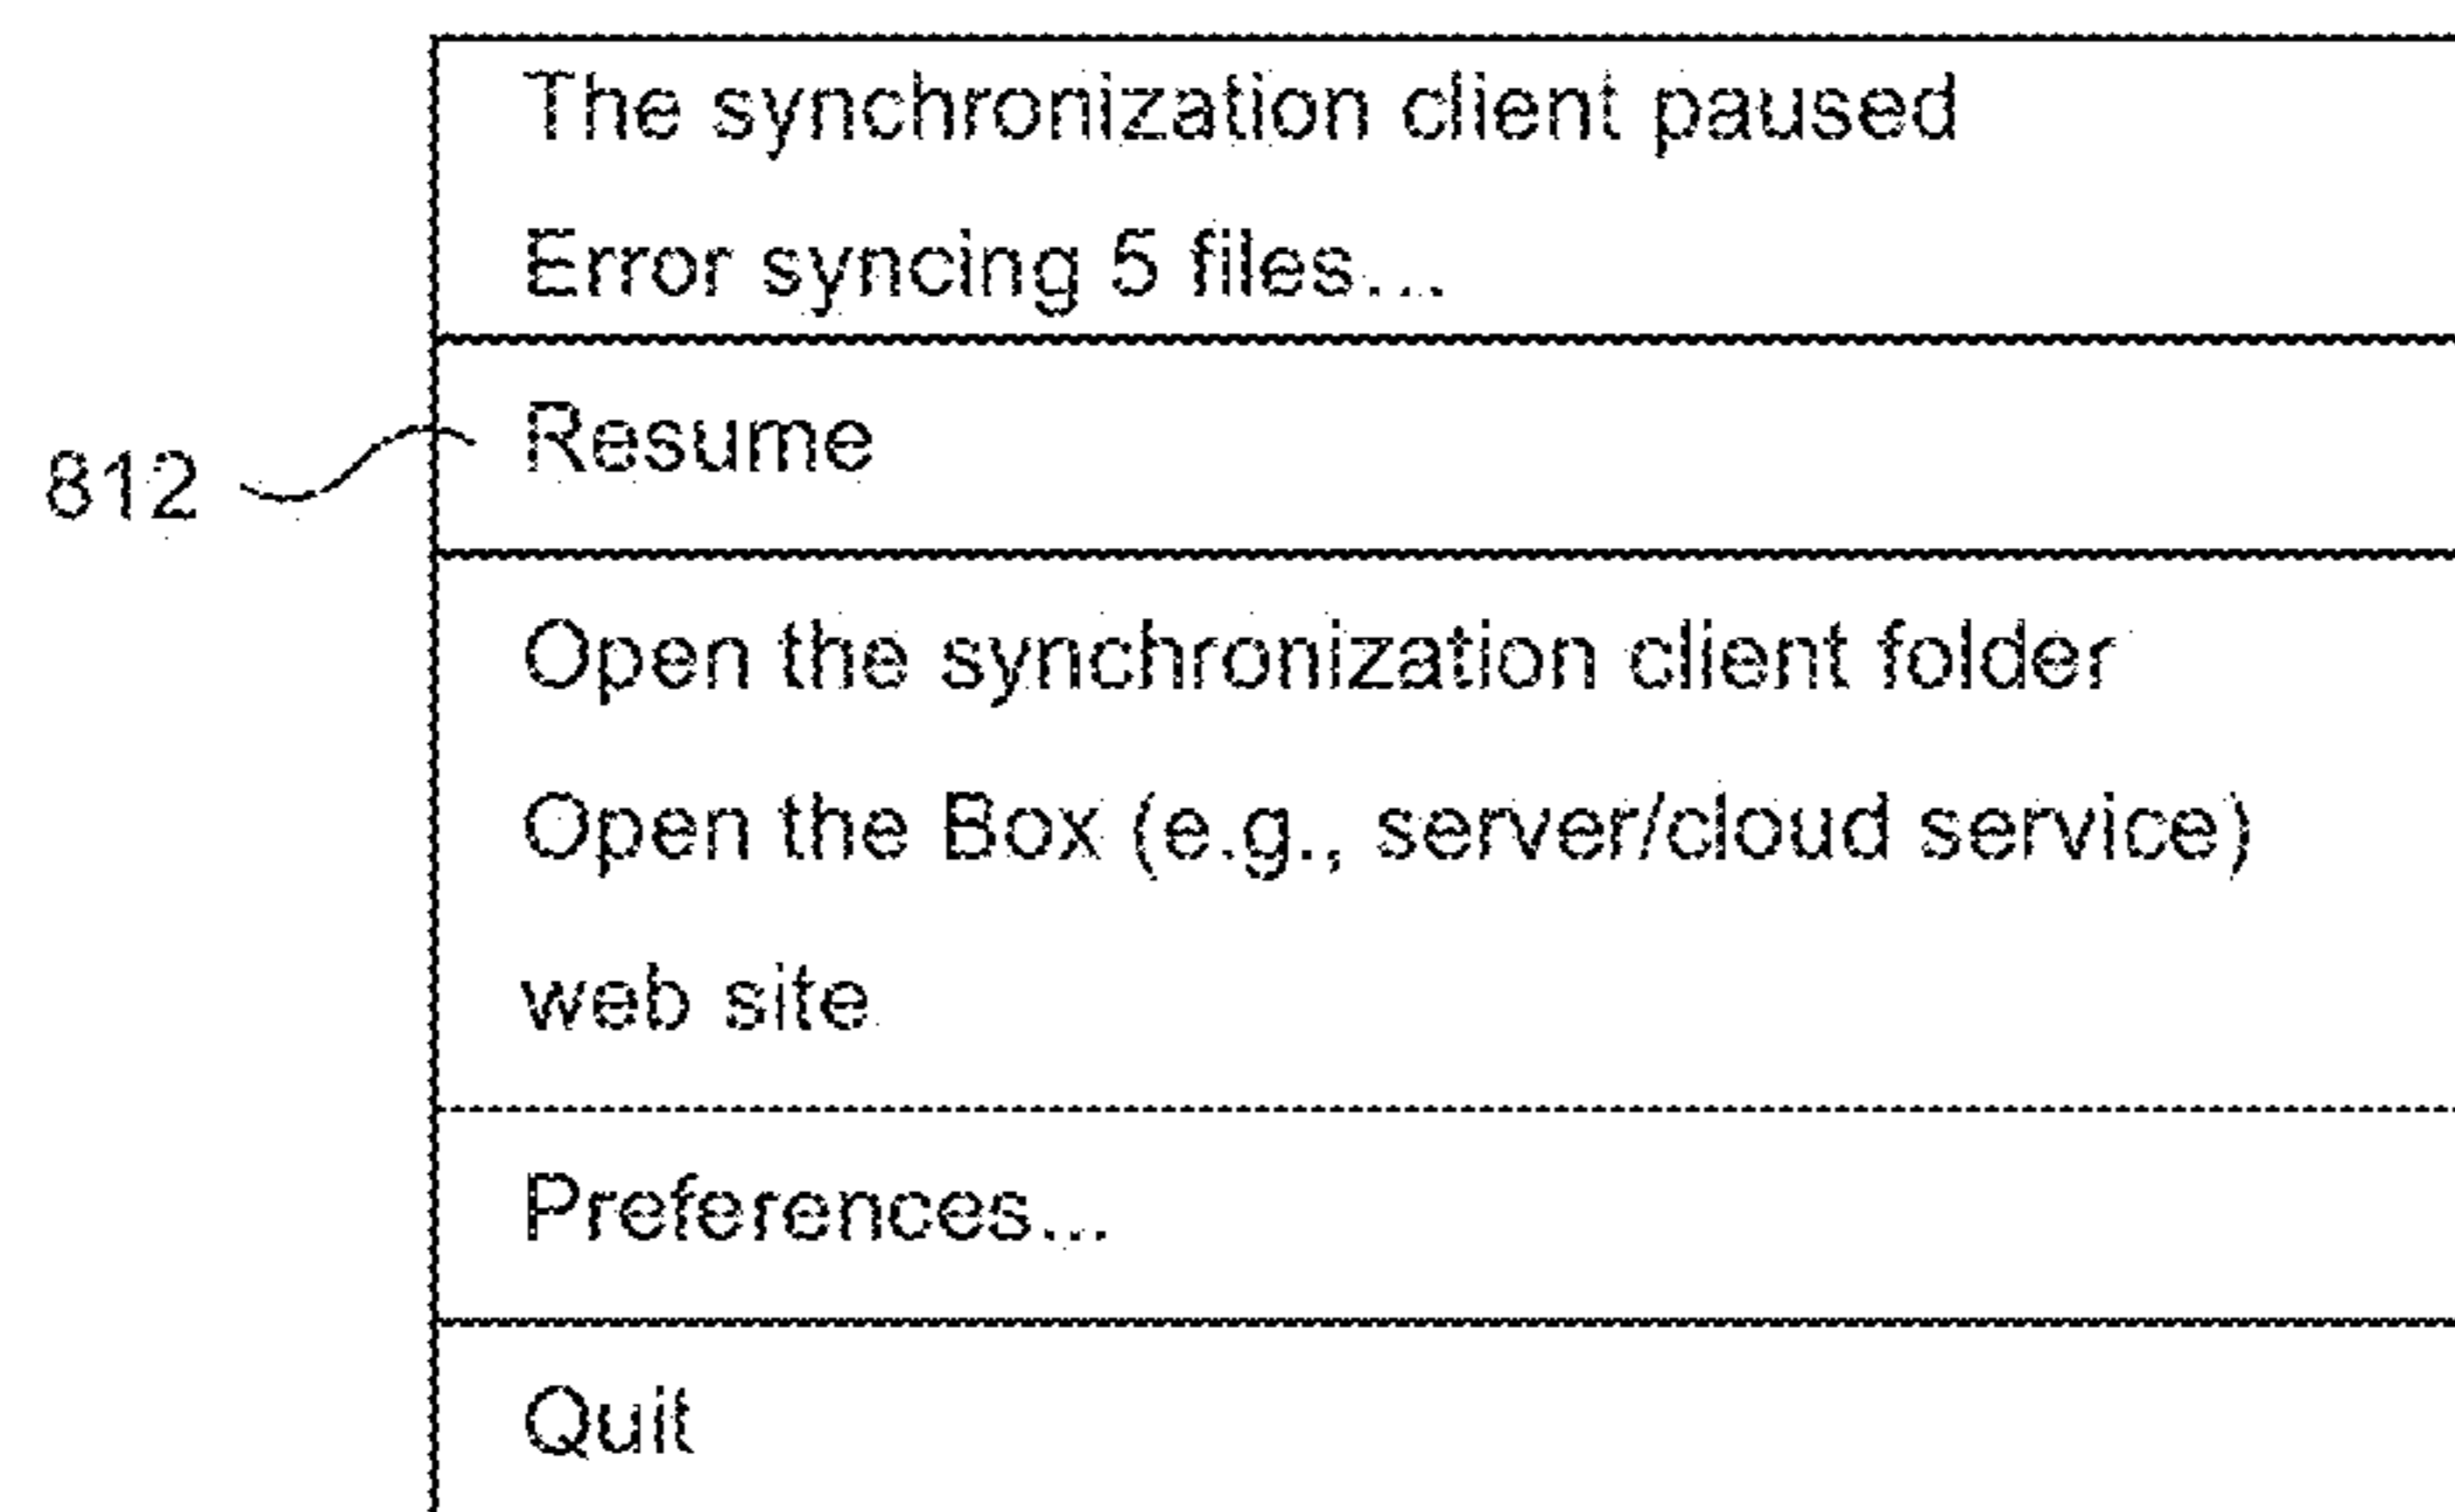 The synchronization client paused
Error syncing 5 files...
812
Resume
Open the synchronization client folder
Open the Box (e.g., server/cloud service)
web site
Preferences...
Quit